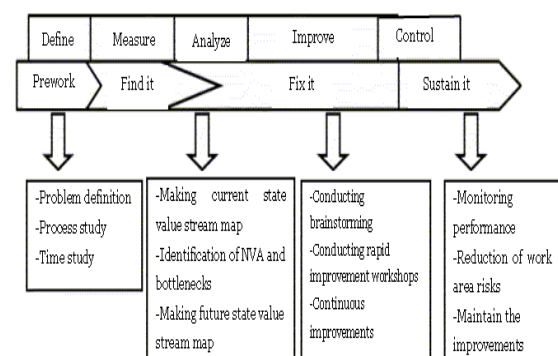 Define Measure Analyze Improve Control
Prework Find it Fix it Sustain it
-Problem definition
-Process study
-Time study
-Making current state
value stream map
-Identification of NVA and
bottlenecks
-Making future state value
stream map
-Conducting
brainstorming
-Conducting rapid
improvement workshops
-Continuous
improvements
-Monitoring
performance
-Reduction of work
area risks
-Maintain the
improvements